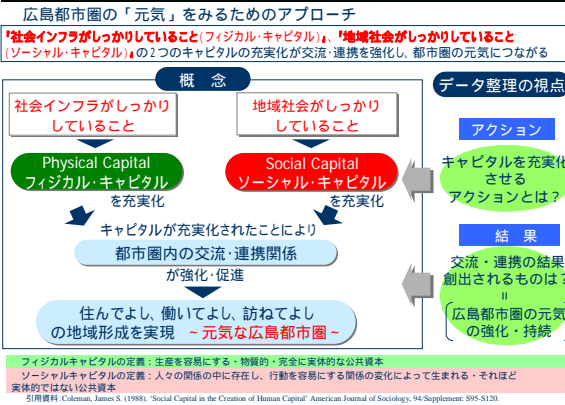 広島都市圏の「元気」をみるためのアプローチ
『社会インフラがしっかりしていること(フィジカル・キャピタル)』、『地域社会がしっかりしていること
(ソーシャル・キャピタル)』の2つのキャピタルの充実化が交流・連携を強化し、都市圏の元気につながる
概 念
データ整理の視点
社会インフラがしっかり
していること
地域社会がしっかり
していること
アクション
Physical Capital
フィジカル・キャピタル
Social Capital
ソーシャル・キャピタル
キャピタルを充実化
させる
アクションとは？
を充実化
を充実化
キャピタルが充実化されたことにより
都市圏内の交流・連携関係
が強化・促進
結 果
交流・連携の結果
創出されるものは？
＝
広島都市圏の元気
の強化・持続
住んでよし、働いてよし、訪ねてよし
の地域形成を実現 ～元気な広島都市圏～
フィジカルキャピタルの定義：生産を容易にする・物質的・完全に実体的な公共資本
ソーシャルキャピタルの定義：人々の関係の中に存在し、行動を容易にする関係の変化によって生まれる・それほど
実体的ではない公共資本
引用資料：Coleman, James S. (1988). ‘Social Capital in the Creation of Human Capital’ American Journal of Sociology, 94/Supplement: S95-S120.